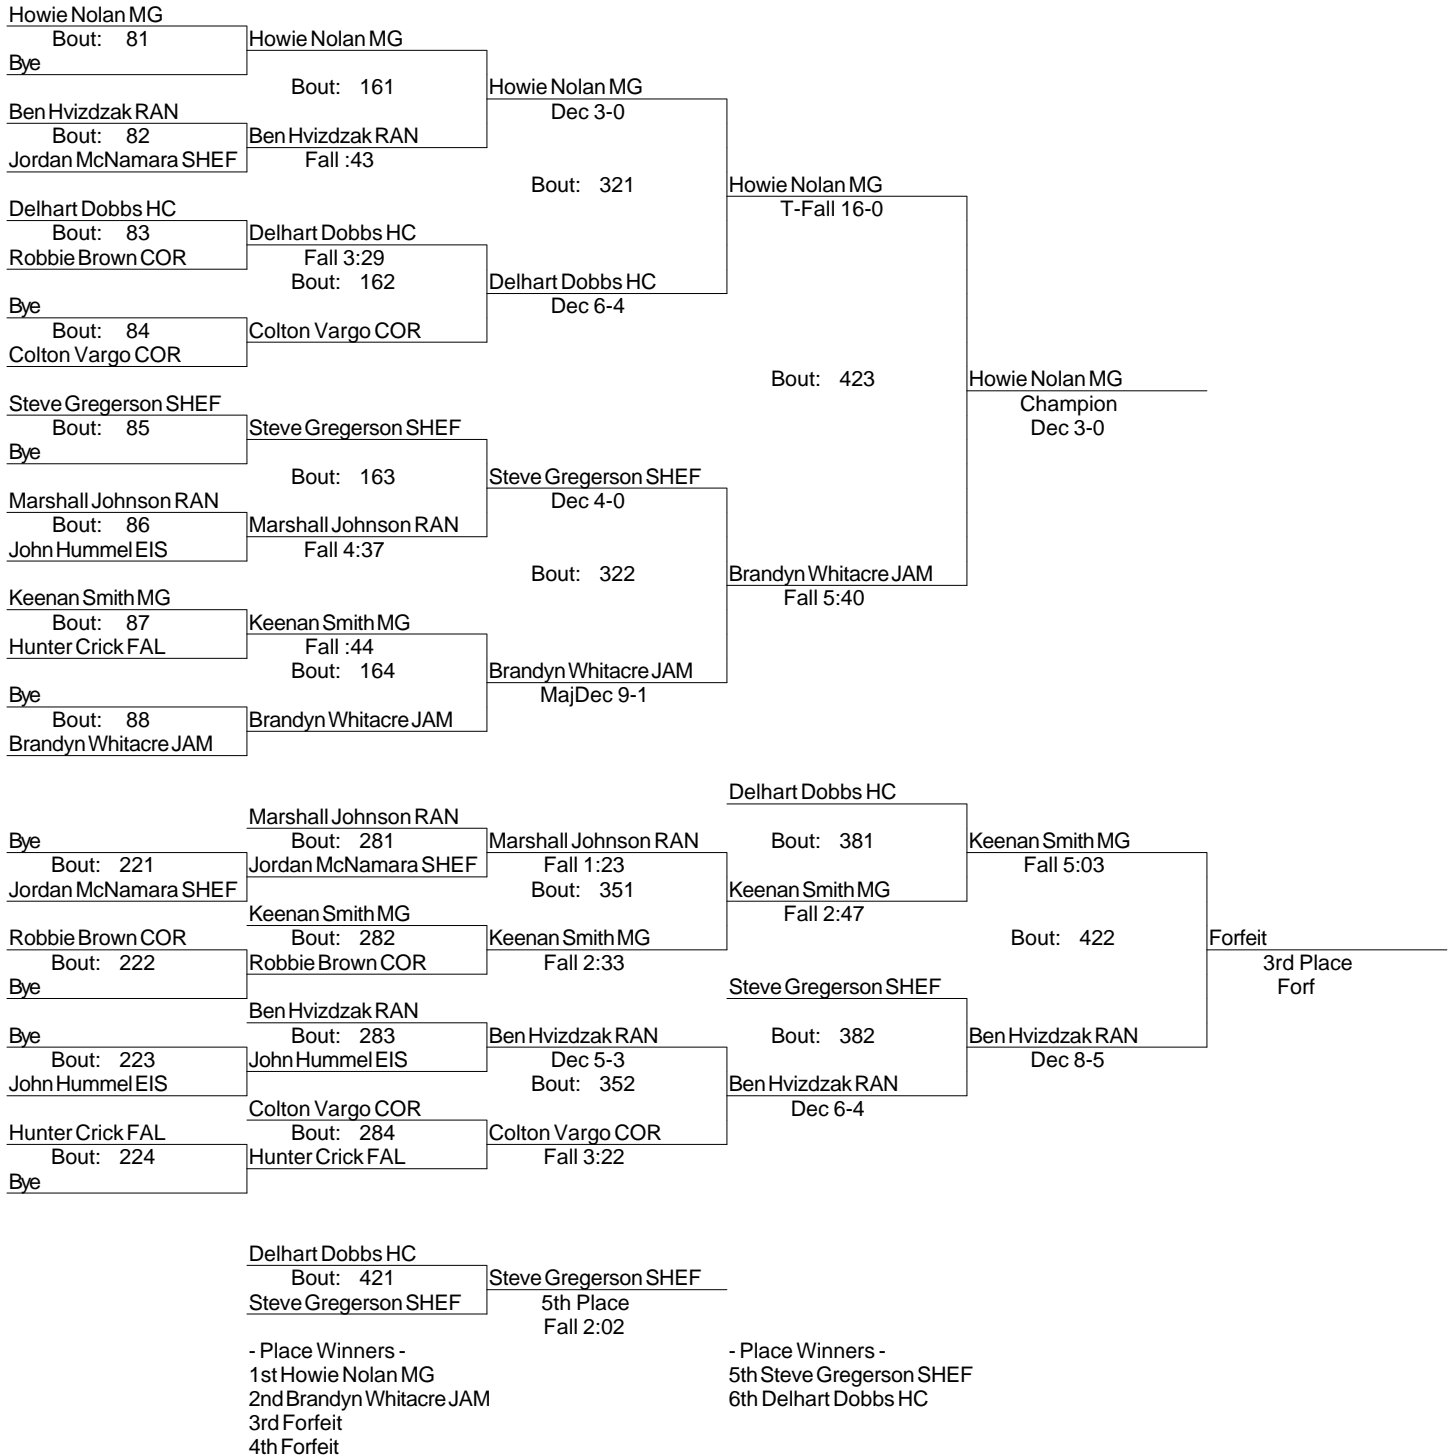 Howie Nolan MG
Bout: 81
Bye
Howie Nolan MG
Bout: 161
Howie Nolan MG
Dec 3-0
Ben Hvizdzak RAN
Bout: 82
Jordan McNamara SHEF
Ben Hvizdzak RAN
Fall :43
Bout: 321
Howie Nolan MG
T-Fall 16-0
Delhart Dobbs HC
Bout: 83
Robbie Brown COR
Delhart Dobbs HC
Fall 3:29
Bout: 162
Delhart Dobbs HC
Dec 6-4
Bye
Bout: 84
Colton Vargo COR
Colton Vargo COR
Bout: 423
Howie Nolan MG
Champion
Dec 3-0
Steve Gregerson SHEF
Bout: 85
Bye
Steve Gregerson SHEF
Bout: 163
Steve Gregerson SHEF
Dec 4-0
Marshall Johnson RAN
Bout: 86
John Hummel EIS
Marshall Johnson RAN
Fall 4:37
Bout: 322
Brandyn Whitacre JAM
Fall 5:40
Keenan Smith MG
Bout: 87
Hunter Crick FAL
Keenan Smith MG
Fall :44
Bout: 164
Brandyn Whitacre JAM
MajDec 9-1
Bye
Bout: 88
Brandyn Whitacre JAM
Brandyn Whitacre JAM
Bye
Bout: 221
Jordan McNamara SHEF
Marshall Johnson RAN
Bout: 281
Jordan McNamara SHEF
Marshall Johnson RAN
Fall 1:23
Bout: 351
Delhart Dobbs HC
Bout: 381
Keenan Smith MG
Fall 2:47
Keenan Smith MG
Fall 5:03
Robbie Brown COR
Bout: 222
Bye
Keenan Smith MG
Bout: 282
Robbie Brown COR
Keenan Smith MG
Fall 2:33
Bout: 422
Forfeit
3rd Place
Forf
Bye
Bout: 223
John Hummel EIS
Ben Hvizdzak RAN
Bout: 283
John Hummel EIS
Ben Hvizdzak RAN
Dec 5-3
Bout: 352
Steve Gregerson SHEF
Bout: 382
Ben Hvizdzak RAN
Dec 6-4
Ben Hvizdzak RAN
Dec 8-5
Hunter Crick FAL
Bout: 224
Bye
Colton Vargo COR
Bout: 284
Hunter Crick FAL
Colton Vargo COR
Fall 3:22
Delhart Dobbs HC
Bout: 421
Steve Gregerson SHEF
Steve Gregerson SHEF
5th Place
Fall 2:02
- Place Winners -
1st Howie Nolan MG
2nd Brandyn Whitacre JAM
3rd Forfeit
4th Forfeit
- Place Winners -
5th Steve Gregerson SHEF
6th Delhart Dobbs HC